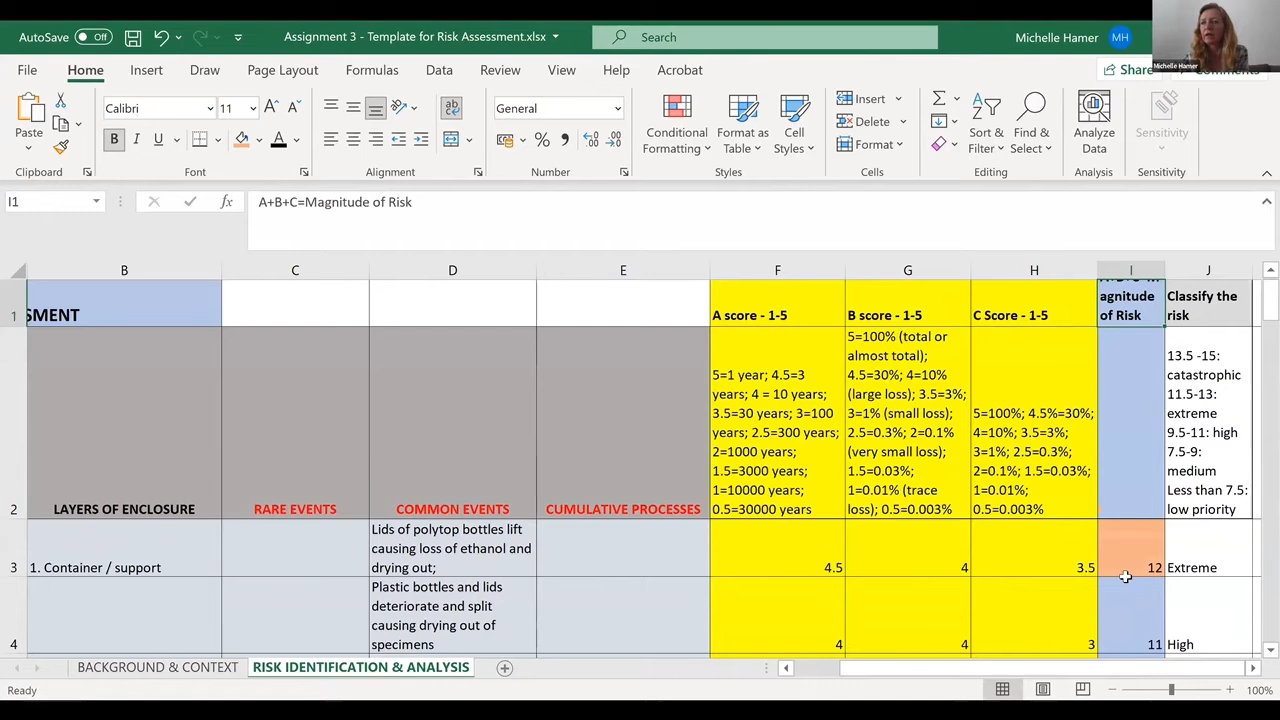 AutoSave Off
Assignment 3 - Template for Risk Assessment.xlsx
Search
Michelle Hamer
MH
Michelle Hamer
File Home Insert Draw Page Layout Formulas Data Review View Help Acrobat
Share
Comments
Calibri 11
General
Paste
B I U
Conditional
Formatting
Format as
Table
Cell
Styles
Insert
Delete
Format
Sort &
Filter
Find &
Select
Analyze
Data
Sensitivity
Clipboard Font Alignment Number Styles Cells Editing Analysis Sensitivity
I1
fx
A+B+C=Magnitude of Risk
B C D E F G H I J
1
SMENT
A score - 1-5
B score - 1-5
C Score - 1-5
agnitude
of Risk
Classify the
risk
2
LAYERS OF ENCLOSURE
RARE EVENTS
COMMON EVENTS
CUMULATIVE PROCESSES
5=1 year; 4.5=3
years; 4 = 10 years;
3.5=30 years; 3=100
years; 2.5=300 years;
2=1000 years;
1.5=3000 years;
1=10000 years;
0.5=30000 years
5=100% (total or
almost total);
4.5=30%; 4=10%
(large loss); 3.5=3%;
3=1% (small loss);
2.5=0.3%; 2=0.1%
(very small loss);
1.5=0.03%;
1=0.01% (trace
loss); 0.5=0.003%
5=100%; 4.5%=30%;
4=10%; 3.5=3%;
3=1%; 2.5=0.3%;
2=0.1%; 1.5=0.03%;
1=0.01%;
0.5=0.003%
13.5 -15:
catastrophic
11.5-13:
extreme
9.5-11: high
7.5-9:
medium
Less than 7.5:
low priority
3
1. Container / support
Lids of polytop bottles lift
causing loss of ethanol and
drying out;
4.5
4
3.5
12
Extreme
4
Plastic bottles and lids
deteriorate and split
causing drying out of
specimens
4
4
3
11
High
BACKGROUND & CONTEXT
RISK IDENTIFICATION & ANALYSIS
Ready
100%